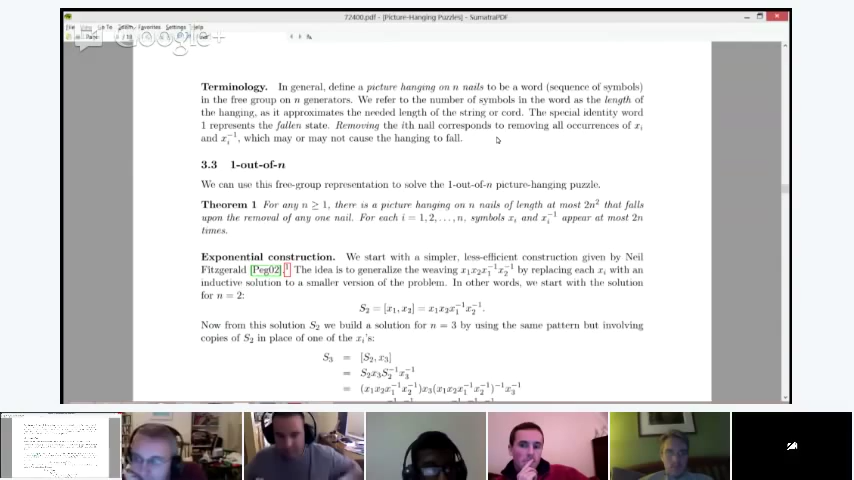 72400.pdf - [Picture-Hanging Puzzles] - SumatraPDF
File View Go To Zoom Favorites Settings Help
Google+
Page:
Terminology. In general, define a picture hanging on n nails to be a word (sequence of symbols)
in the free group on n generators. We refer to the number of symbols in the word as the length of
the hanging, as it approximates the needed length of the string or cord. The special identity word
1 represents the fallen state. Removing the ith nail corresponds to removing all occurrences of xᵢ
and xᵢ⁻¹, which may or may not cause the hanging to fall.
3.3 1-out-of-n
We can use this free-group representation to solve the 1-out-of-n picture-hanging puzzle.
Theorem 1 For any n ≥ 1, there is a picture hanging on n nails of length at most 2n² that falls
upon the removal of any one nail. For each i = 1, 2, . . . , n, symbols xᵢ and xᵢ⁻¹ appear at most 2n
times.
Exponential construction. We start with a simpler, less-efficient construction given by Neil
Fitzgerald [Peg02].¹ The idea is to generalize the weaving x₁x₂x₁⁻¹x₂⁻¹ by replacing each xᵢ with an
inductive solution to a smaller version of the problem. In other words, we start with the solution
for n = 2:
S₂ = [x₁, x₂] = x₁x₂x₁⁻¹x₂⁻¹.
Now from this solution S₂ we build a solution for n = 3 by using the same pattern but involving
copies of S₂ in place of one of the xᵢ's:
S₃ = [S₂, x₃]
= S₂x₃S₂⁻¹x₃⁻¹
= (x₁x₂x₁⁻¹x₂⁻¹)x₃(x₁x₂x₁⁻¹x₂⁻¹)⁻¹x₃⁻¹